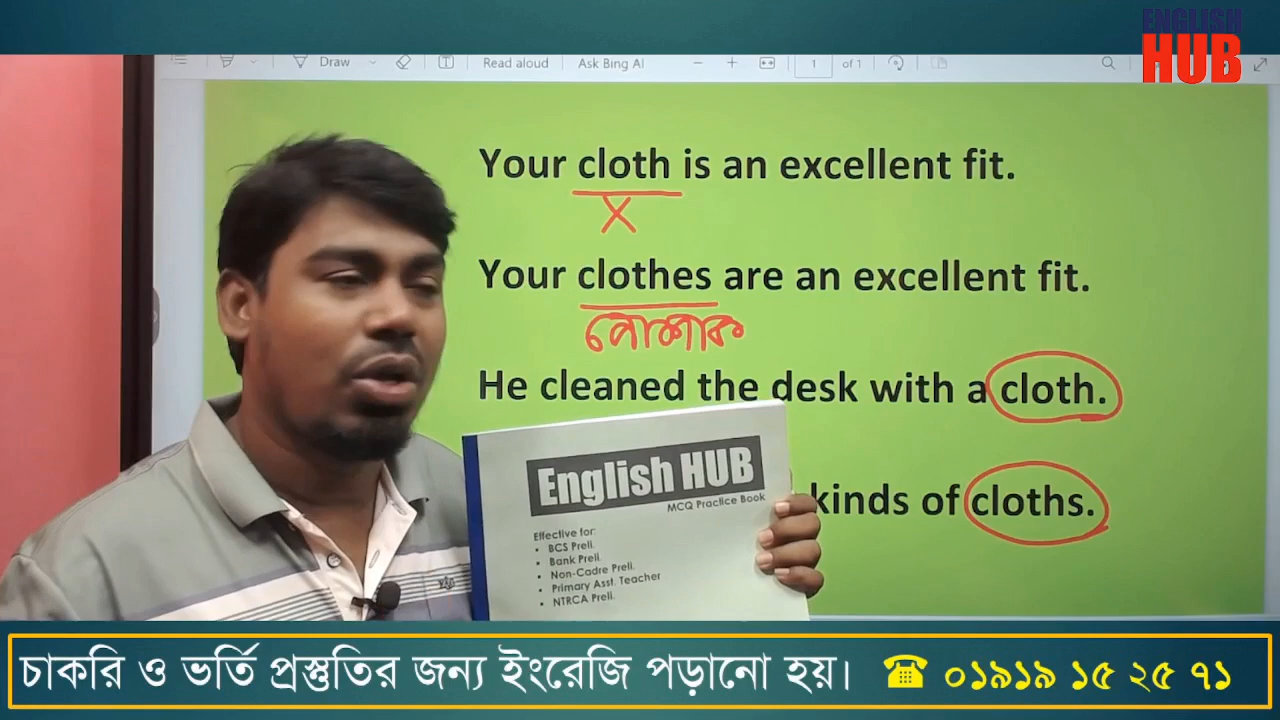 ENGLISH
HUB
Draw
Read aloud
Ask Bing AI
1 of 1
Your cloth is an excellent fit.
X
Your clothes are an excellent fit.
পোশাক
He cleaned the desk with a cloth.
kinds of cloths.
English HUB
MCQ Practice Book
Effective for:
• BCS Preli.
• Bank Preli.
• Non-Cadre Preli.
• Primary Asst. Teacher
• NTRCA Preli.
চাকরি ও ভর্তি প্রস্তুতির জন্য ইংরেজি পড়ানো হয়। ☎ ০১৯১৯ ১৫ ২৫ ৭১